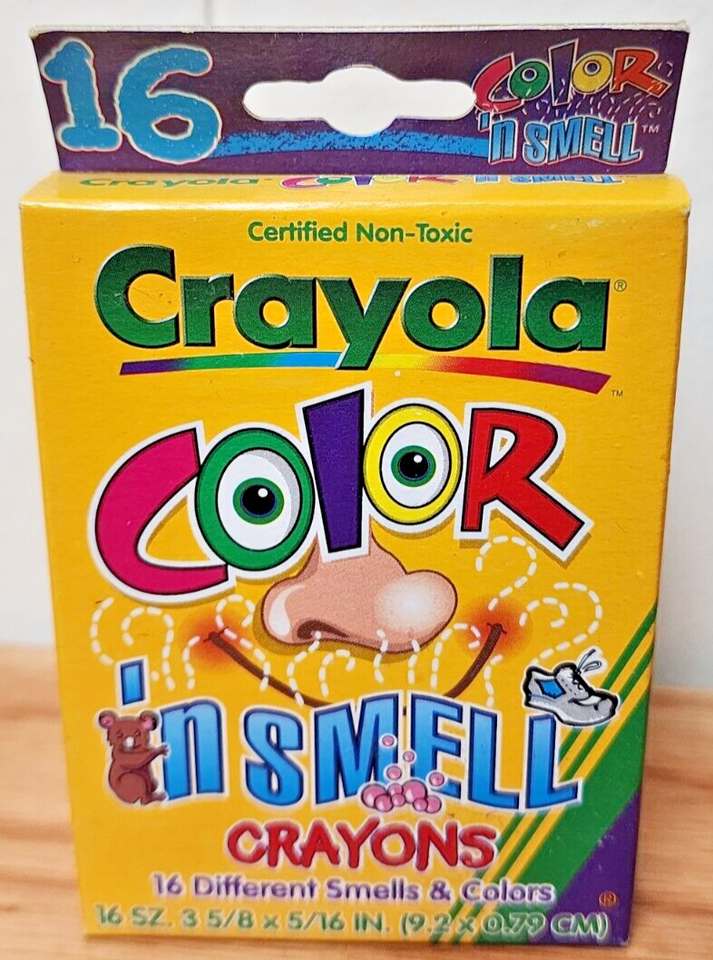 16
COLOR
'n SMELL™
Crayola COLOR 'n SMELL
Certified Non-Toxic
Crayola®
™
COLOR
'n SMELL
CRAYONS
16 Different Smells & Colors
®
16 SZ. 3 5/8 x 5/16 IN. (9.2 x 0.79 CM)